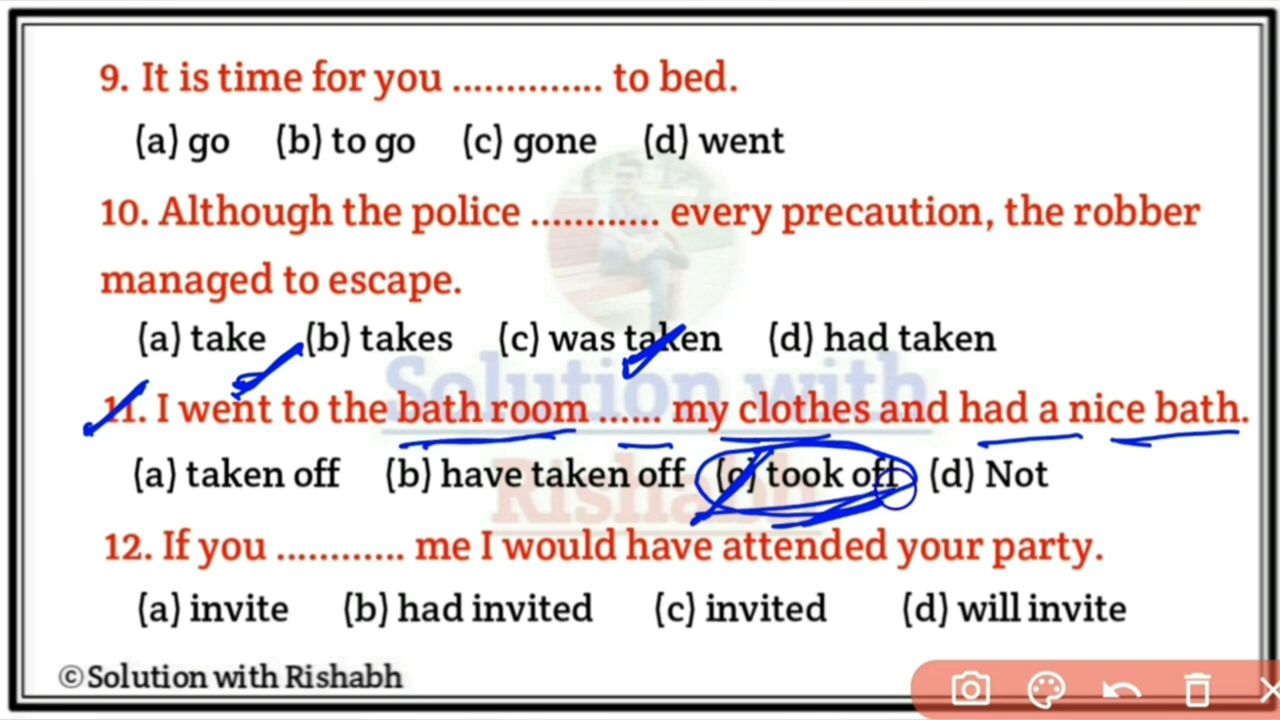 9. It is time for you .............. to bed.
(a) go (b) to go (c) gone (d) went
10. Although the police ............ every precaution, the robber
managed to escape.
(a) take (b) takes (c) was taken (d) had taken
11. I went to the bath room ...... my clothes and had a nice bath.
(a) taken off (b) have taken off (c) took off (d) Not
12. If you ............ me I would have attended your party.
(a) invite (b) had invited (c) invited (d) will invite
Solution with
Rishabh
©Solution with Rishabh